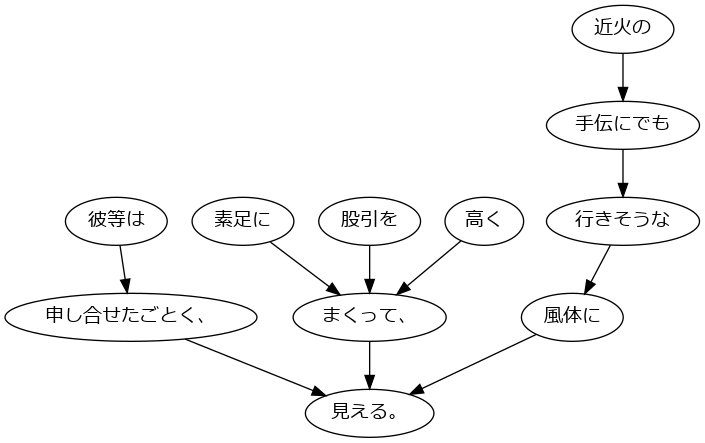 近火の
手伝にでも
彼等は
素足に
股引を
高く
行きそうな
申し合せたごとく、
まくって、
風体に
見える。